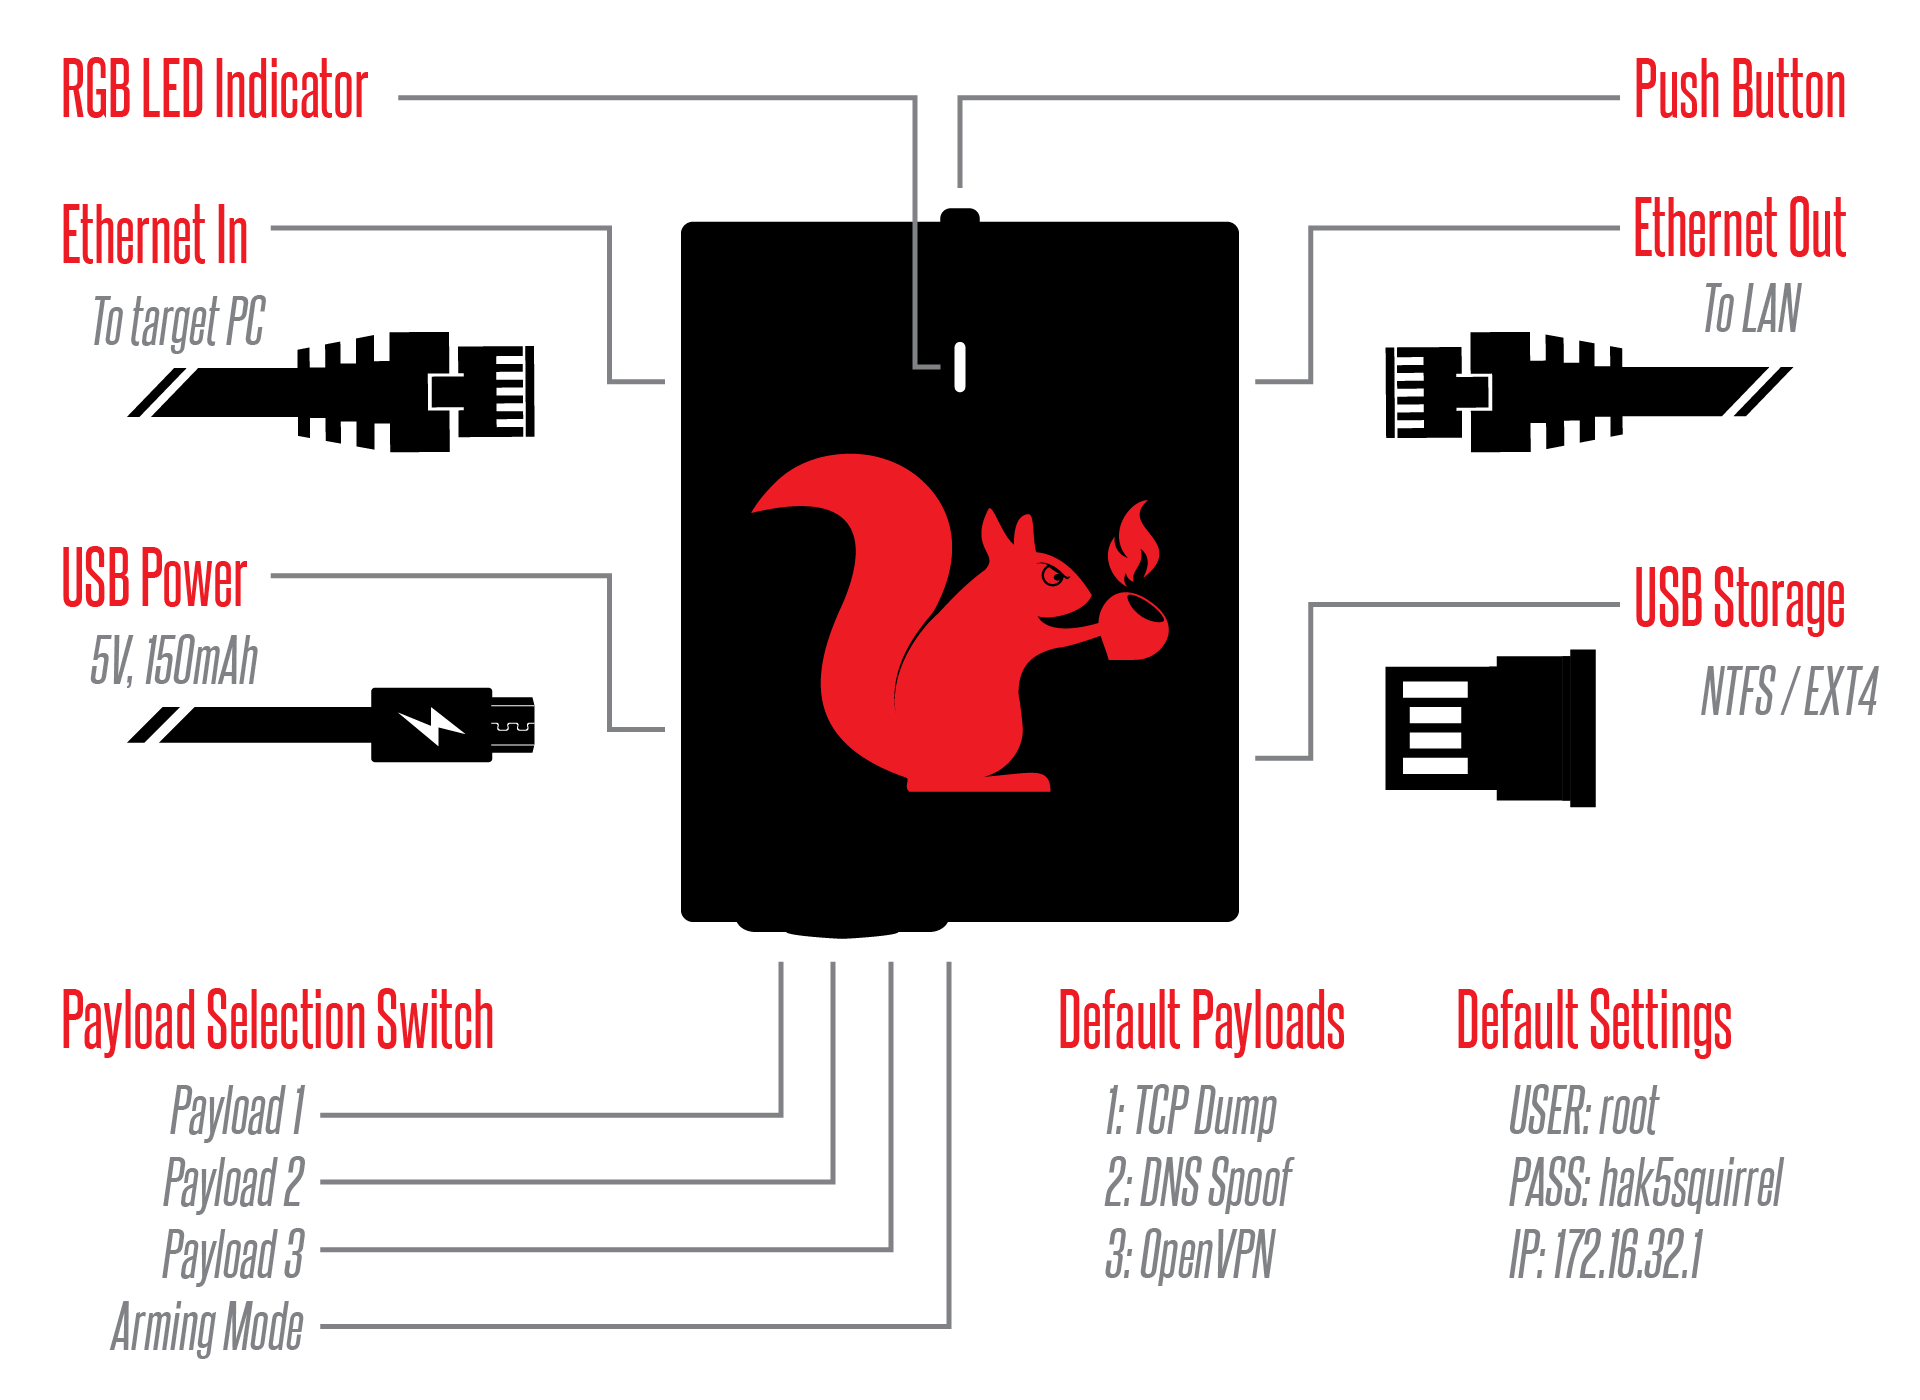 RGB LED Indicator
Push Button
Ethernet In
To target PC
Ethernet Out
To LAN
USB Power
5V, 150mAh
USB Storage
NTFS / EXT4
Payload Selection Switch
Payload 1
Payload 2
Payload 3
Arming Mode
Default Payloads
1: TCP Dump
2: DNS Spoof
3: OpenVPN
Default Settings
USER: root
PASS: hak5squirrel
IP: 172.16.32.1